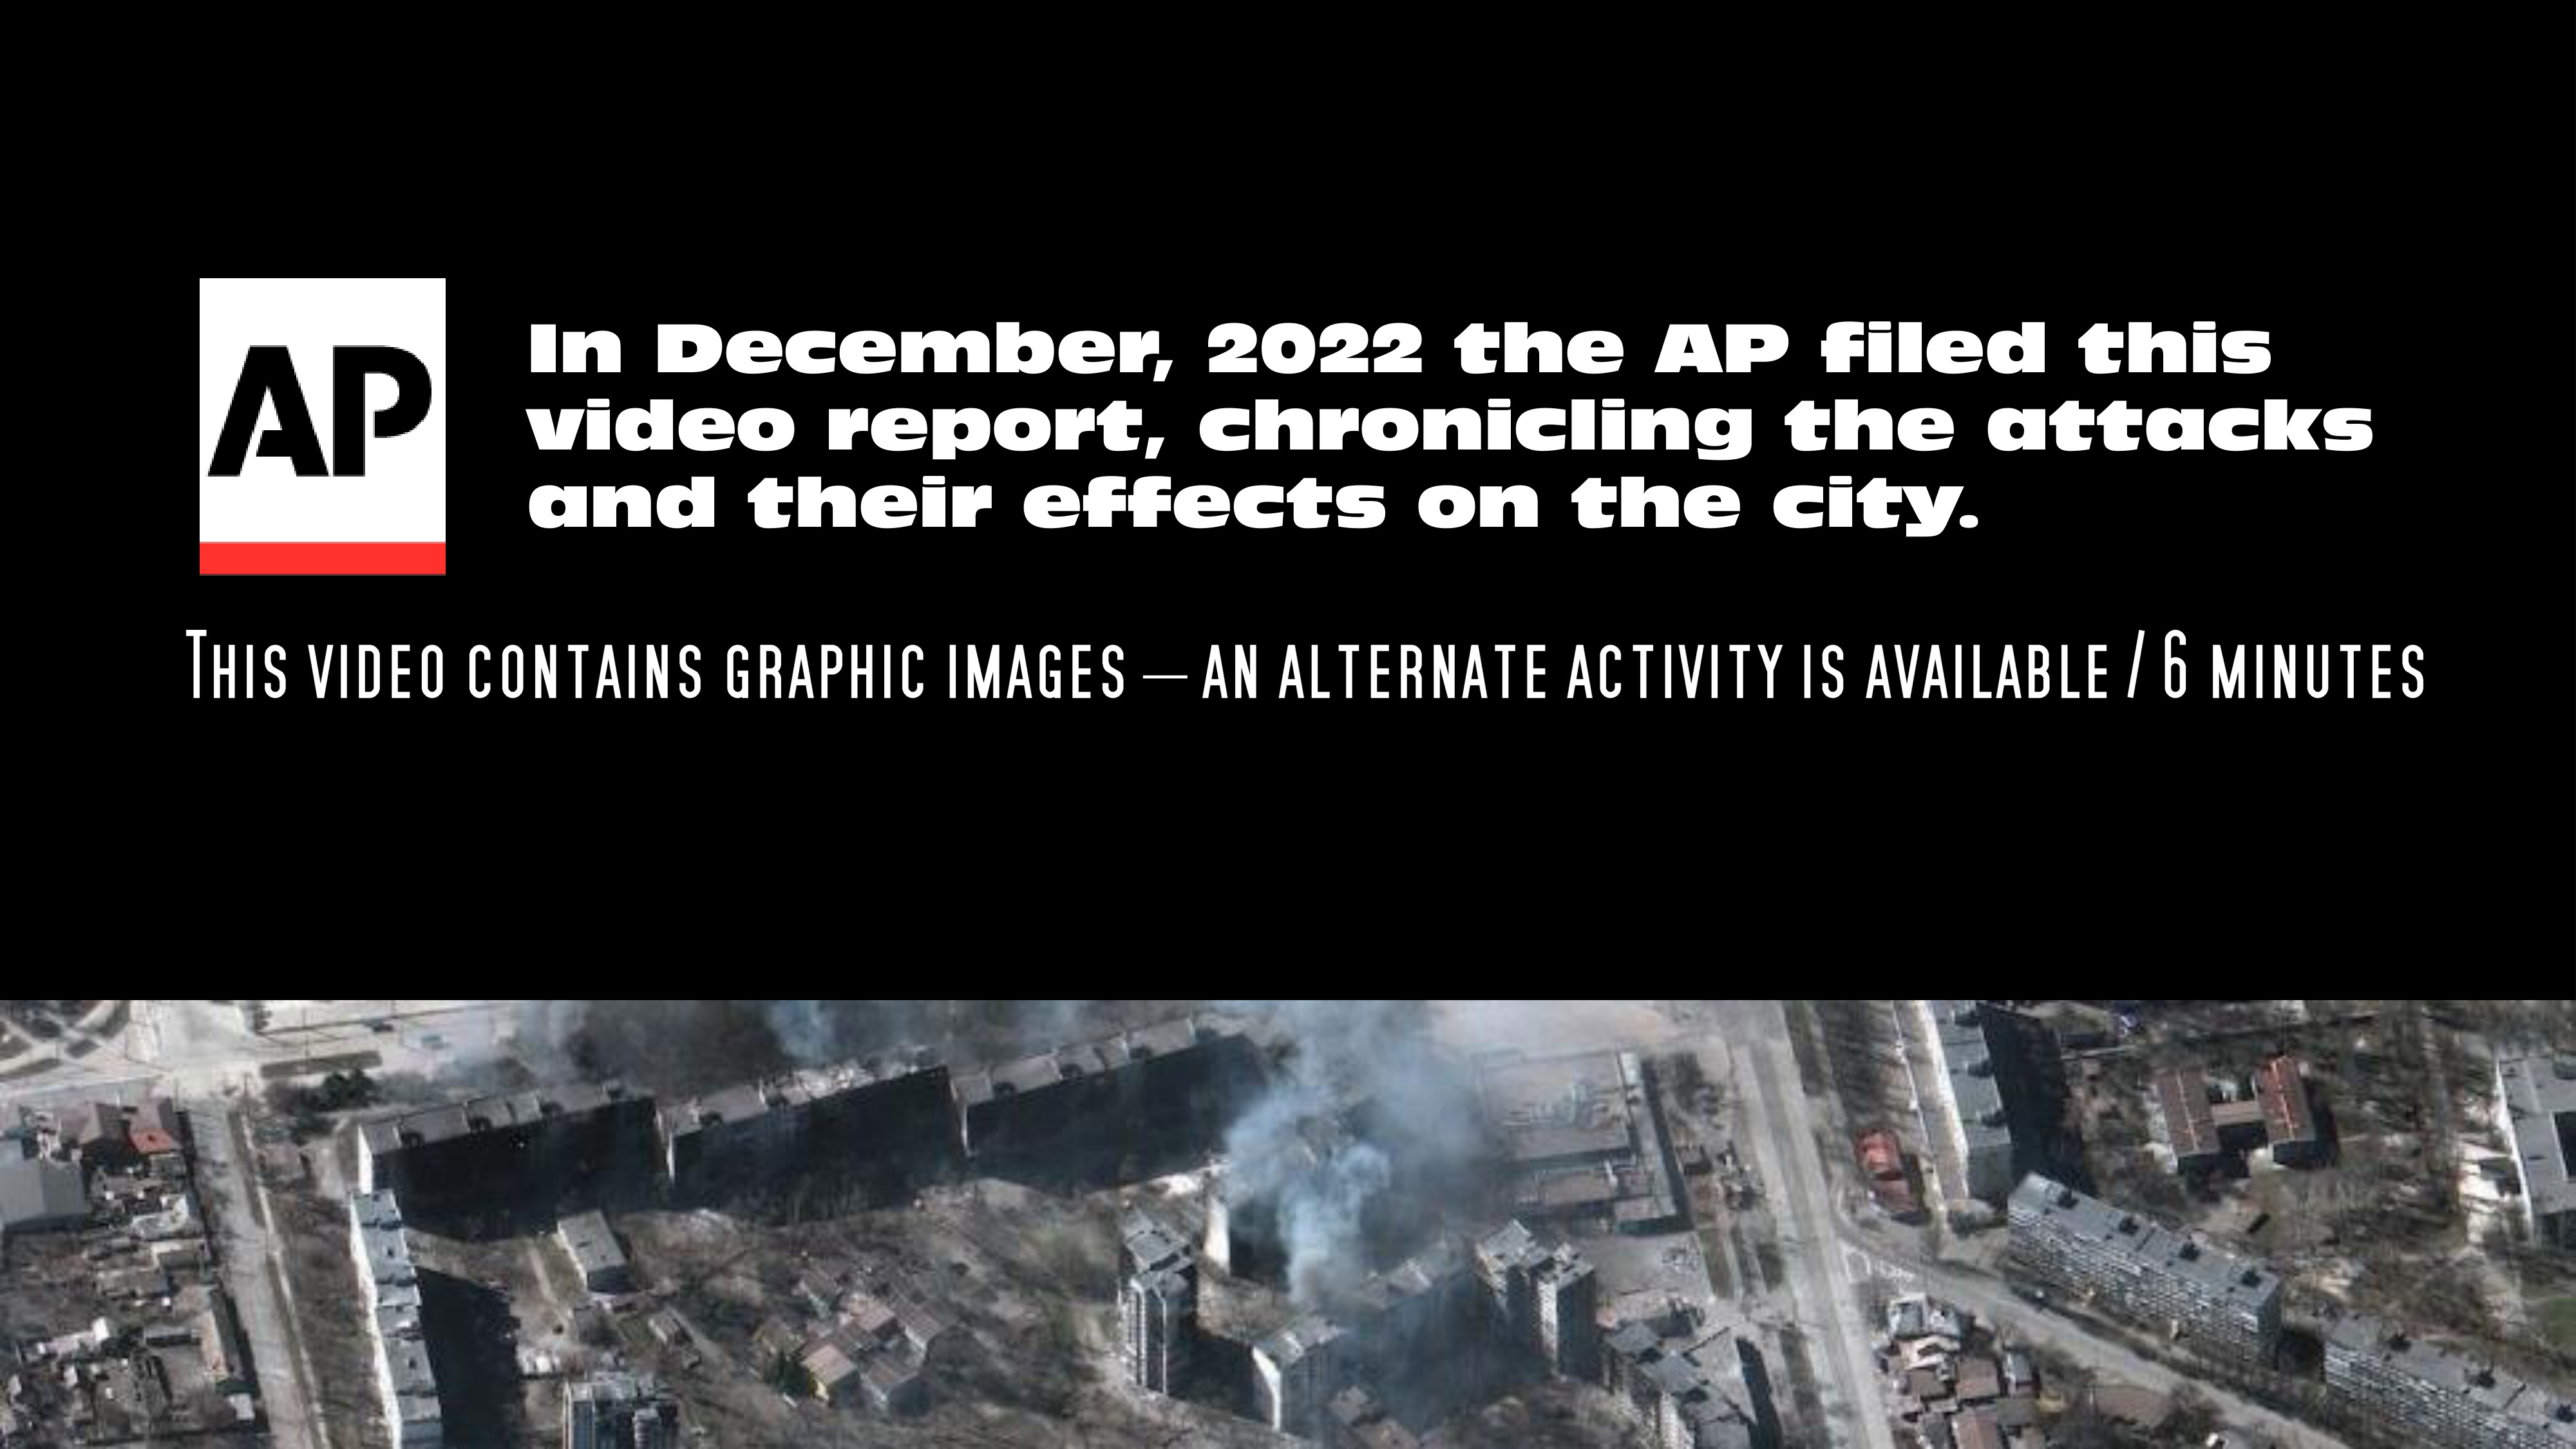 AP
In December, 2022 the AP filed this
video report, chronicling the attacks
and their effects on the city.
THIS VIDEO CONTAINS GRAPHIC IMAGES — AN ALTERNATE ACTIVITY IS AVAILABLE / 6 MINUTES